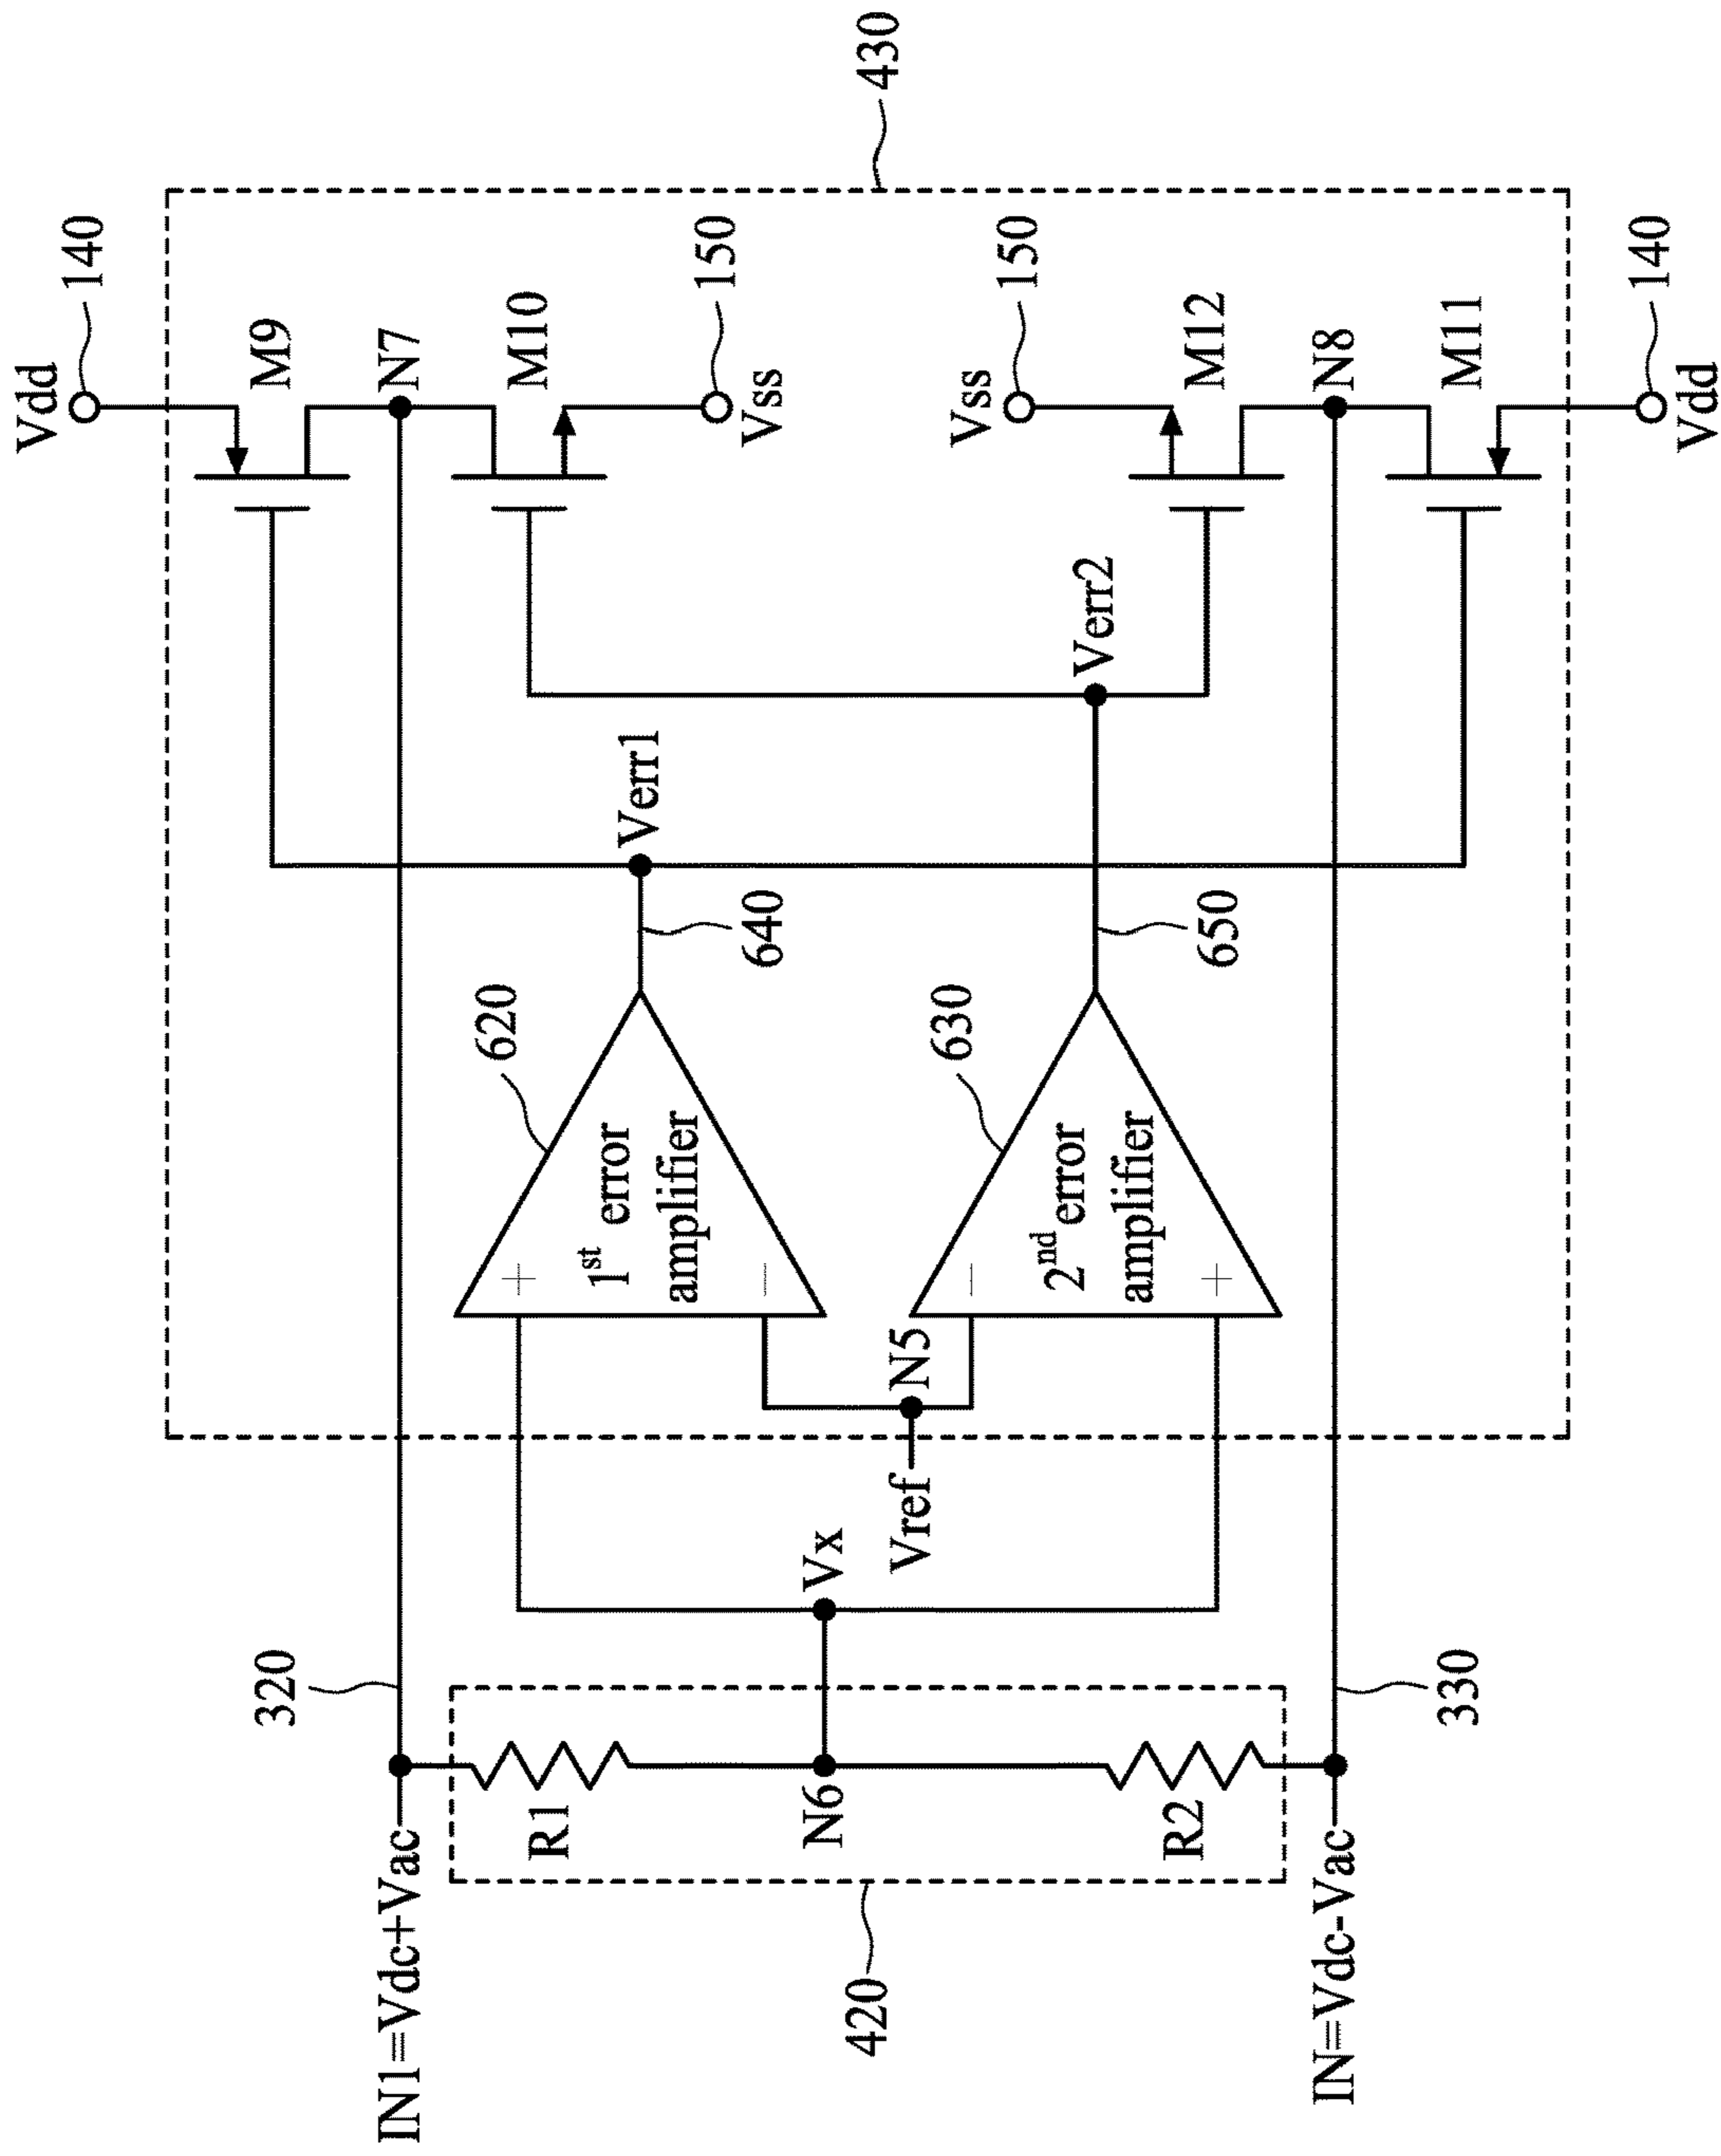 Vdd
140
M9
320
N7
IN1=Vdc+Vac
M10
620
R1
+
1st error
amplifier
−
Verr1
640
150
Vss
N6
Vx
420
430
Vref
N5
630
−
2nd error
amplifier
+
Verr2
650
150
Vss
R2
M12
N8
IN=Vdc-Vac
330
M11
140
Vdd